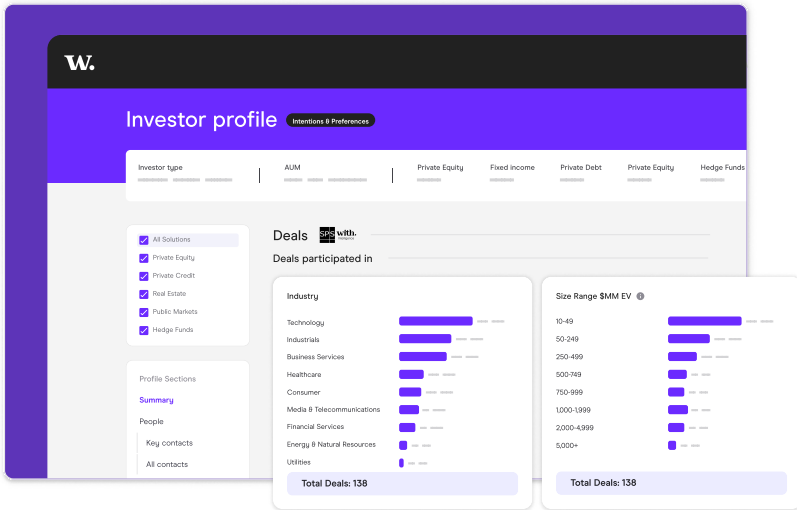 W.
Investor profile
Intentions & Preferences
Investor type
AUM
Private Equity
Fixed income
Private Debt
Private Equity
Hedge Funds
All Solutions
Private Equity
Private Credit
Real Estate
Public Markets
Hedge Funds
Profile Sections
Summary
People
Key contacts
All contacts
Deals
SPS
with.
Intelligence
Deals participated in
Industry
Technology
Industrials
Business Services
Healthcare
Consumer
Media & Telecommunications
Financial Services
Energy & Natural Resources
Utilities
Total Deals: 138
Size Range $MM EV
10-49
50-249
250-499
500-749
750-999
1,000-1,999
2,000-4,999
5,000+
Total Deals: 138